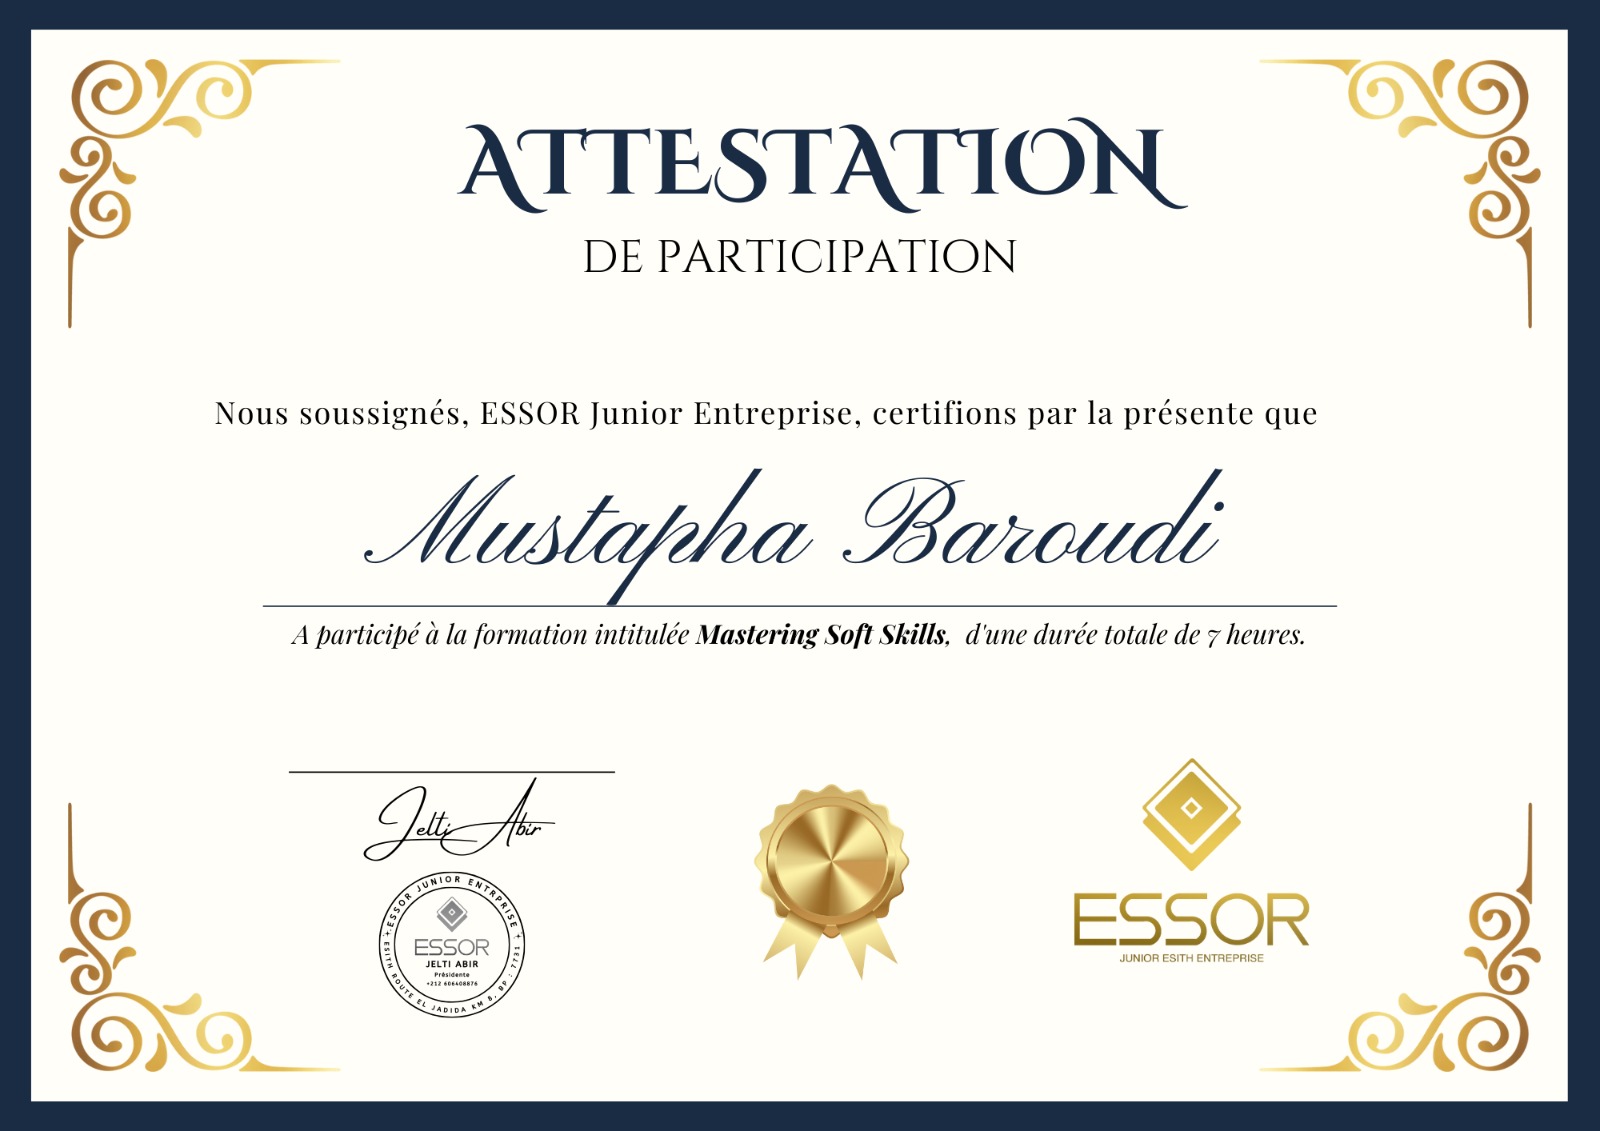 ATTESTATION
DE PARTICIPATION
Nous soussignés, ESSOR Junior Entreprise, certifions par la présente que
Mustapha Baroudi
A participé à la formation intitulée Mastering Soft Skills,  d'une durée totale de 7 heures.
Jelti Abir
ESSOR JUNIOR ENTRPRISE
ESSOR
JELTI ABIR
Présidente
+212 606408876
ESITH ROUTE EL JADIDA KM 8, BP : 7731
ESSOR
JUNIOR ESITH ENTREPRISE